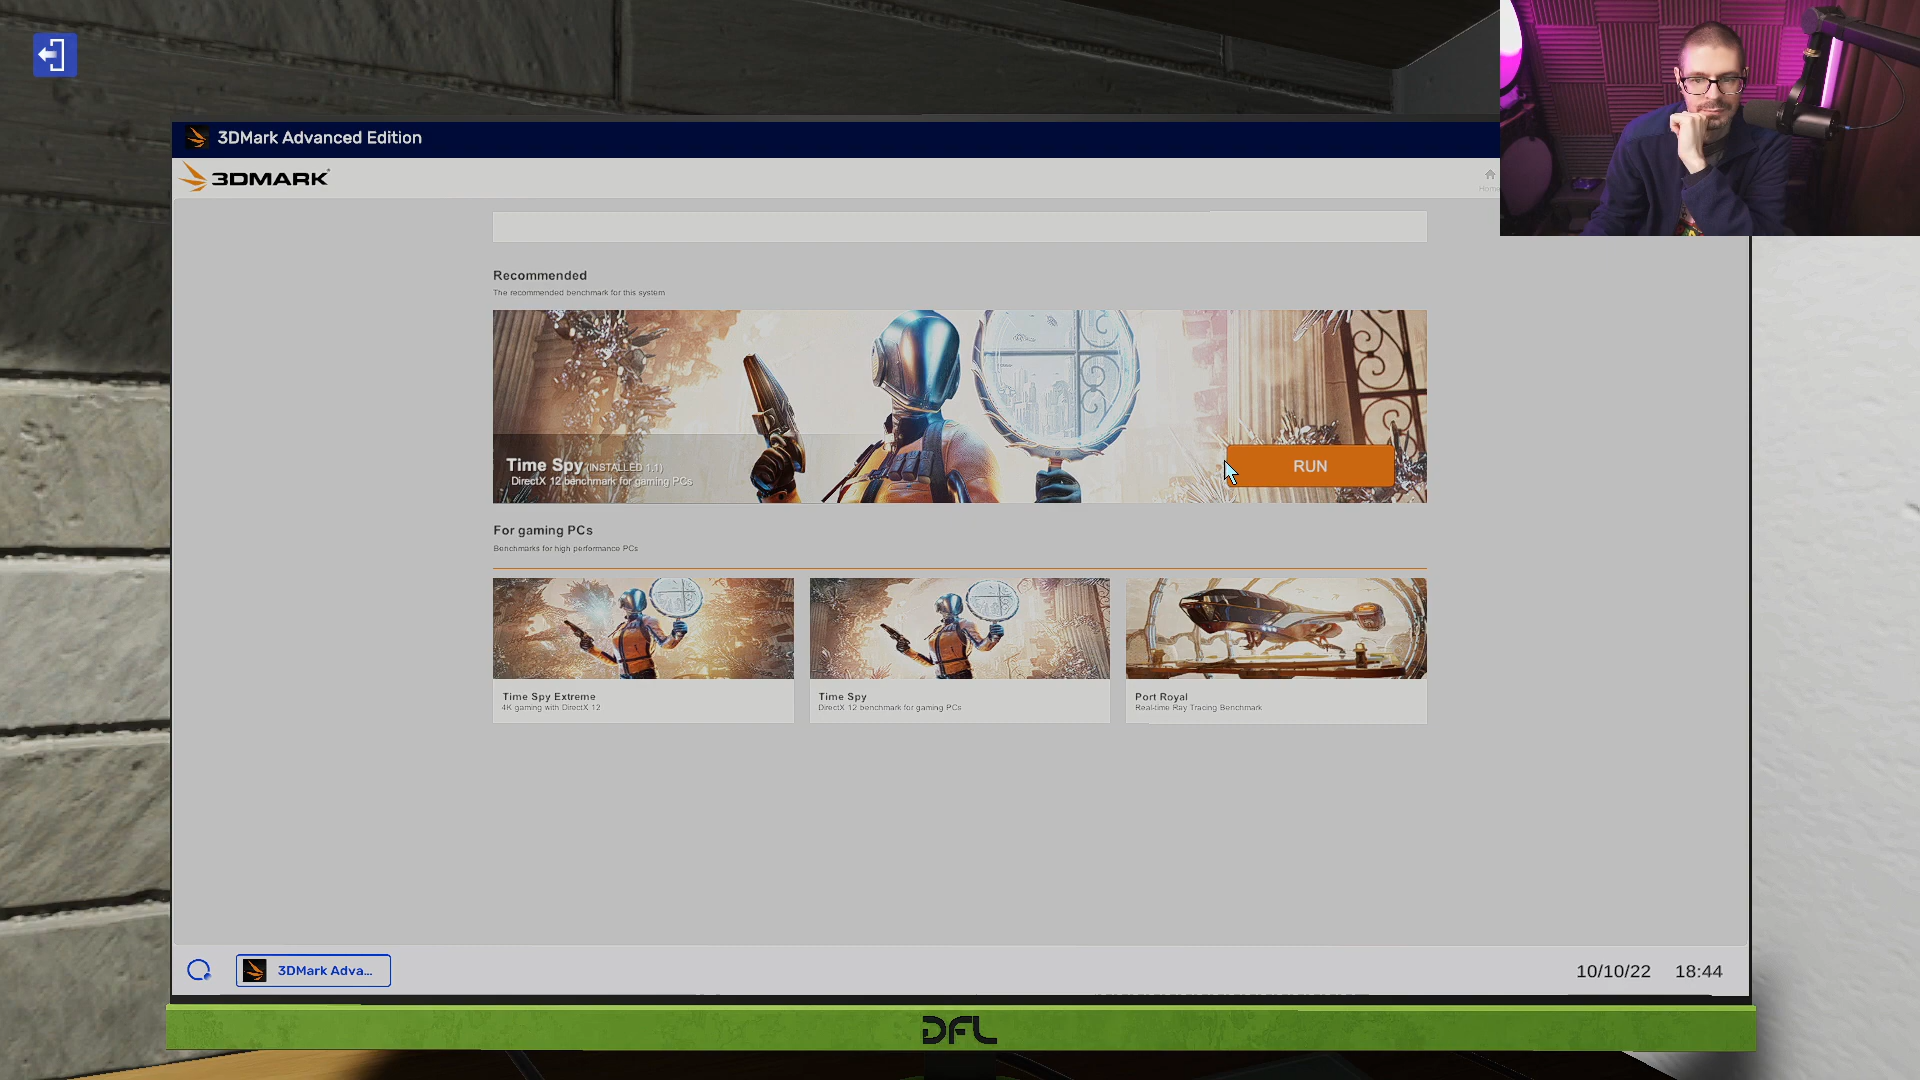 3DMark Advanced Edition
3DMARK
Home
Recommended
The recommended benchmark for this system
Time Spy (INSTALLED 1.1)
DirectX 12 benchmark for gaming PCs
RUN
For gaming PCs
Benchmarks for high performance PCs
Time Spy Extreme
4K gaming with DirectX 12
Time Spy
DirectX 12 benchmark for gaming PCs
Port Royal
Real-time Ray Tracing Benchmark
3DMark Adva...
10/10/22 18:44
DFL